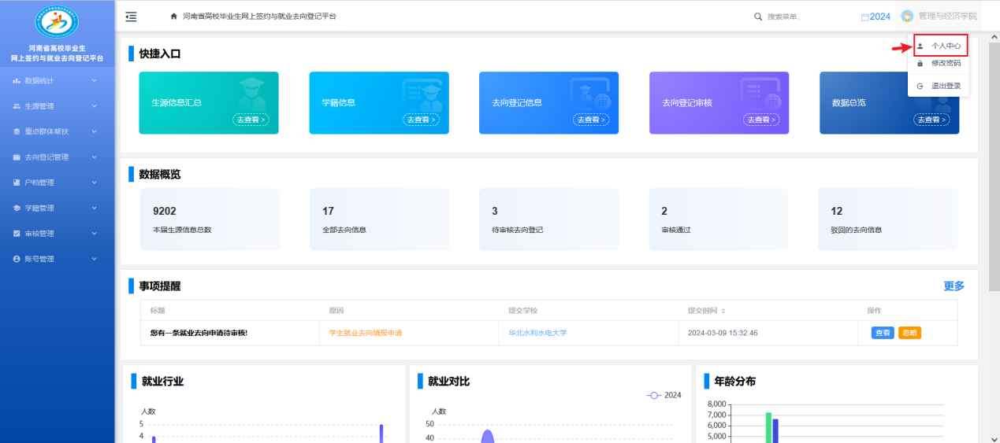 河南省高校毕业生
网上签约与就业去向登记平台
数据统计
生源管理
重点群体帮扶
去向登记管理
户档管理
学籍管理
审核管理
账号管理
河南省高校毕业生网上签约与就业去向登记平台
搜索菜单...
2024
管理与经济学院
个人中心
修改密码
退出登录
快捷入口
生源信息汇总
去查看 >
学籍信息
去查看 >
去向登记信息
去查看 >
去向登记审核
去查看 >
数据总览
去查看 >
数据概览
9202
本届生源信息总数
17
全部去向信息
3
待审核去向登记
2
审核通过
12
驳回的去向信息
事项提醒
更多
标题 原因 提交学校 提交时间 操作
您有一条就业去向申请待审核! 学生就业去向填报申请 华北水利水电大学 2024-03-09 15:32:46 查看 忽略
就业行业
人数
5
4
就业对比
2024
人数
50
40
年龄分布
8,000
7,000
6,000
5,000